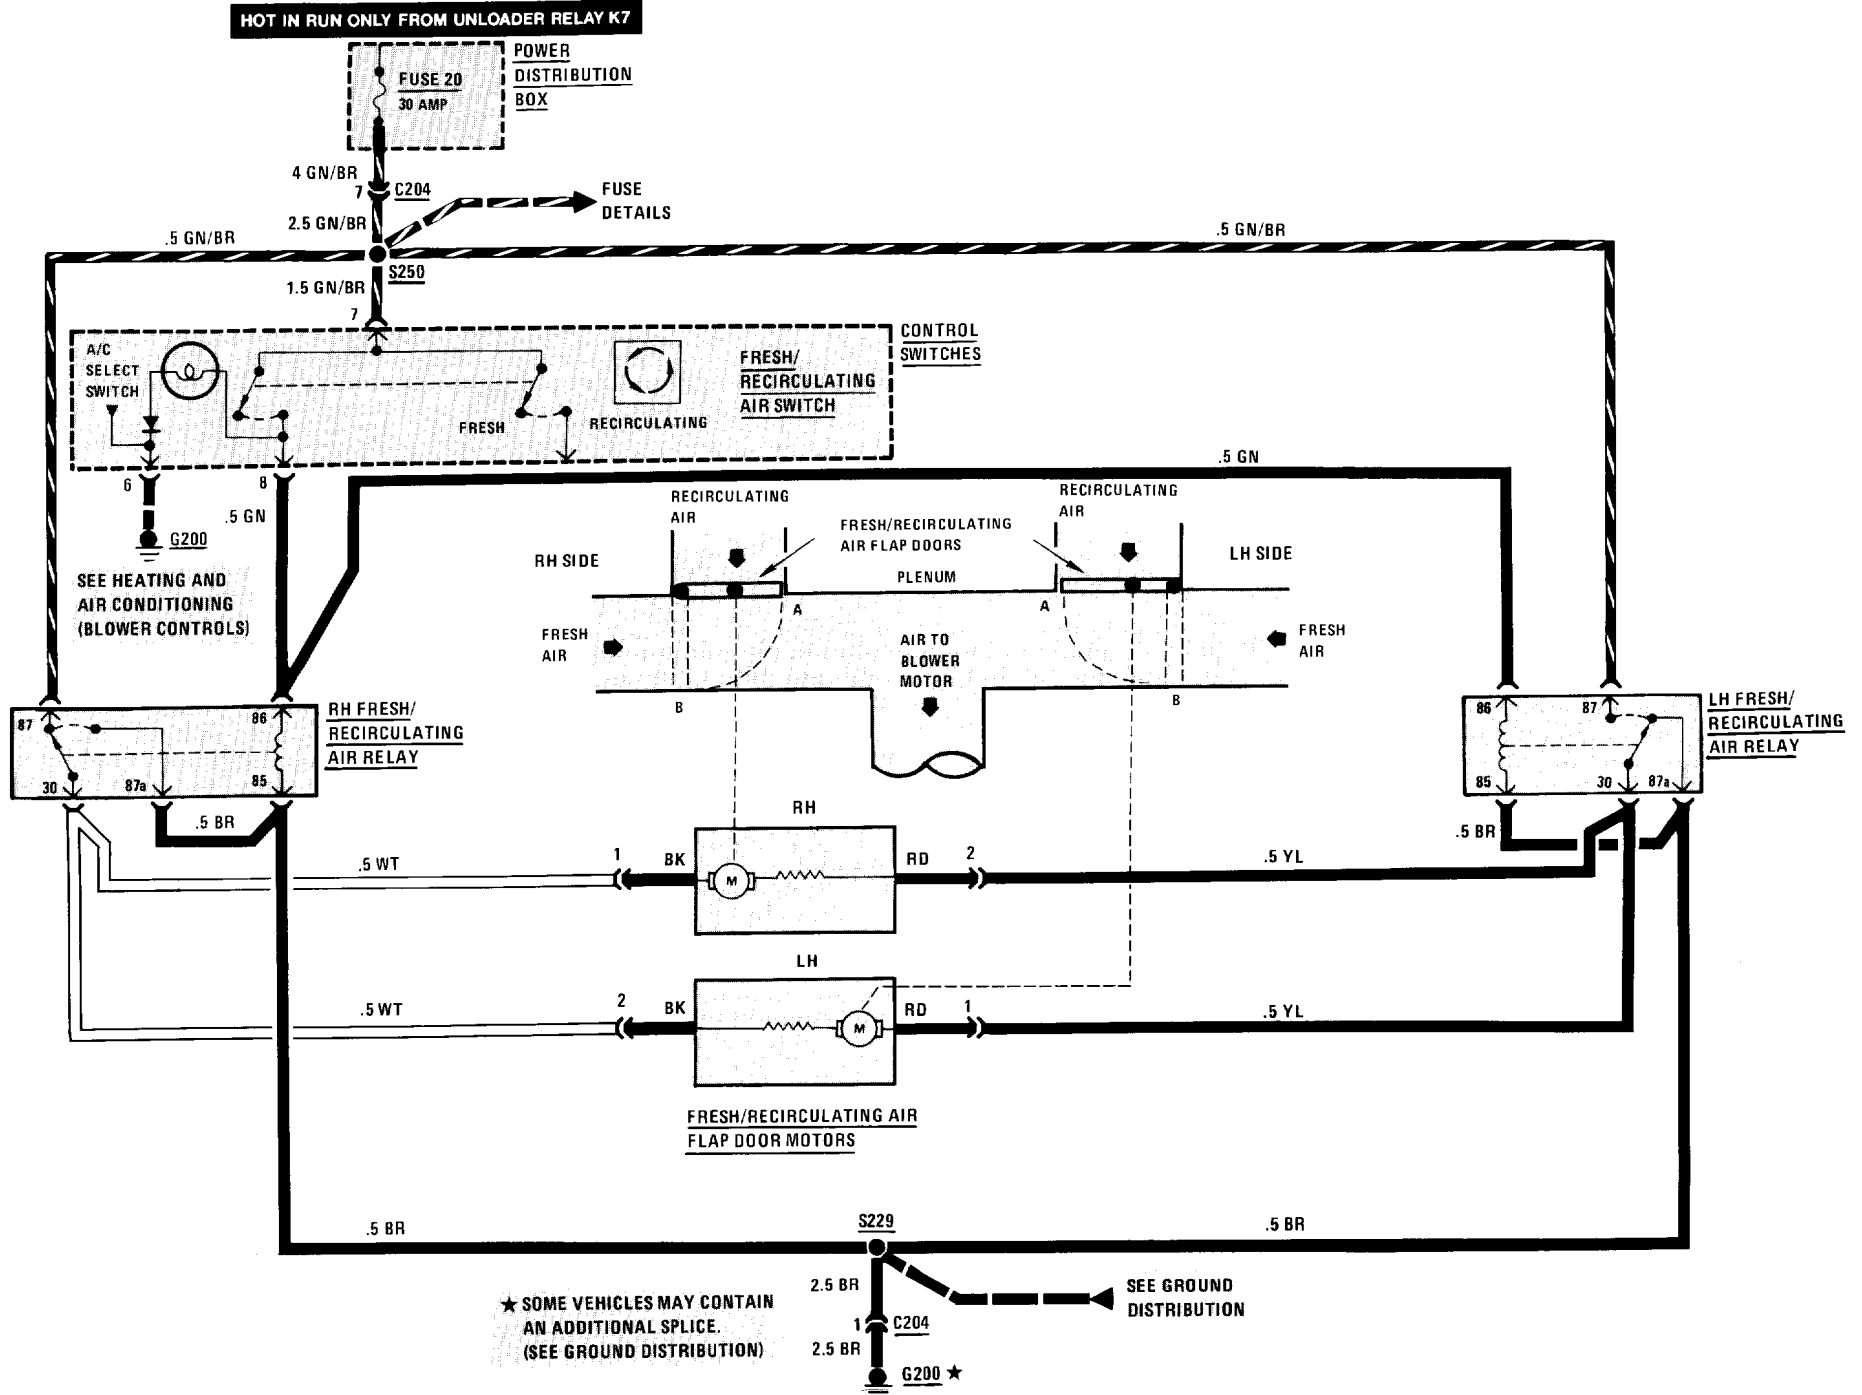 HOT IN RUN ONLY FROM UNLOADER RELAY K7
POWER
DISTRIBUTION
BOX
FUSE 20
30 AMP
4 GN/BR
7
C204
FUSE
DETAILS
2.5 GN/BR
.5 GN/BR
.5 GN/BR
S250
1.5 GN/BR
7
CONTROL
SWITCHES
A/C
SELECT
SWITCH
FRESH/
RECIRCULATING
AIR SWITCH
FRESH
RECIRCULATING
6
8
.5 GN
.5 GN
G200
SEE HEATING AND
AIR CONDITIONING
(BLOWER CONTROLS)
RECIRCULATING
AIR
RECIRCULATING
AIR
FRESH/RECIRCULATING
AIR FLAP DOORS
RH SIDE
LH SIDE
PLENUM
A
A
FRESH
AIR
AIR TO
BLOWER
MOTOR
FRESH
AIR
B
B
87
86
30
87a
85
RH FRESH/
RECIRCULATING
AIR RELAY
86
87
85
30
87a
LH FRESH/
RECIRCULATING
AIR RELAY
.5 BR
.5 BR
RH
.5 WT
1
BK
M
RD
2
.5 YL
LH
.5 WT
2
BK
M
RD
1
.5 YL
FRESH/RECIRCULATING AIR
FLAP DOOR MOTORS
.5 BR
S229
.5 BR
2.5 BR
SEE GROUND
DISTRIBUTION
★ SOME VEHICLES MAY CONTAIN
AN ADDITIONAL SPLICE.
(SEE GROUND DISTRIBUTION)
1
C204
2.5 BR
G200 ★